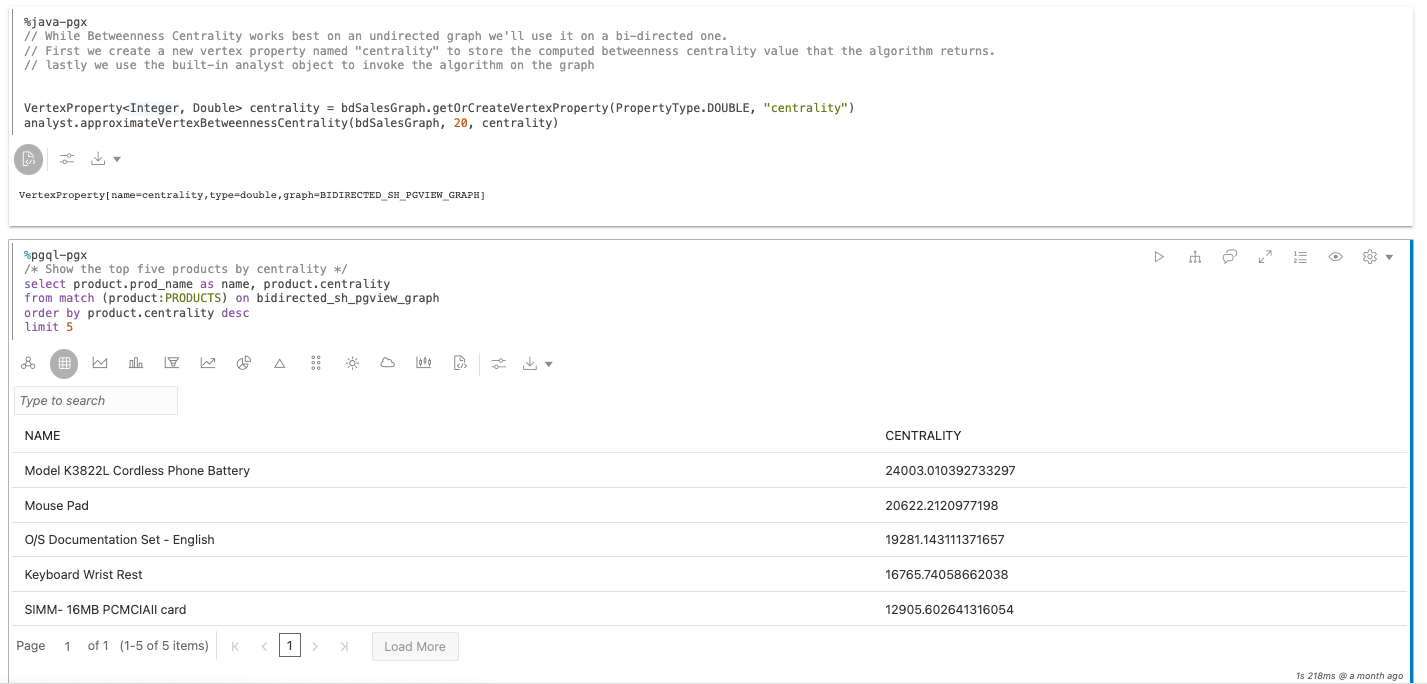 %java-pgx
// While Betweenness Centrality works best on an undirected graph we'll use it on a bi-directed one.
// First we create a new vertex property named "centrality" to store the computed betweenness centrality value that the algorithm returns.
// lastly we use the built-in analyst object to invoke the algorithm on the graph
VertexProperty<Integer, Double> centrality = bdSalesGraph.getOrCreateVertexProperty(PropertyType.DOUBLE, "centrality")
analyst.approximateVertexBetweennessCentrality(bdSalesGraph, 20, centrality)
VertexProperty[name=centrality,type=double,graph=BIDIRECTED_SH_PGVIEW_GRAPH]
%pgql-pgx
/* Show the top five products by centrality */
select product.prod_name as name, product.centrality
from match (product:PRODUCTS) on bidirected_sh_pgview_graph
order by product.centrality desc
limit 5
Type to search
NAME CENTRALITY
Model K3822L Cordless Phone Battery 24003.010392733297
Mouse Pad 20622.2120977198
O/S Documentation Set - English 19281.143111371657
Keyboard Wrist Rest 16765.74058662038
SIMM- 16MB PCMCIAII card 12905.602641316054
Page 1 of 1 (1-5 of 5 items) 1 Load More
1s 218ms @ a month ago